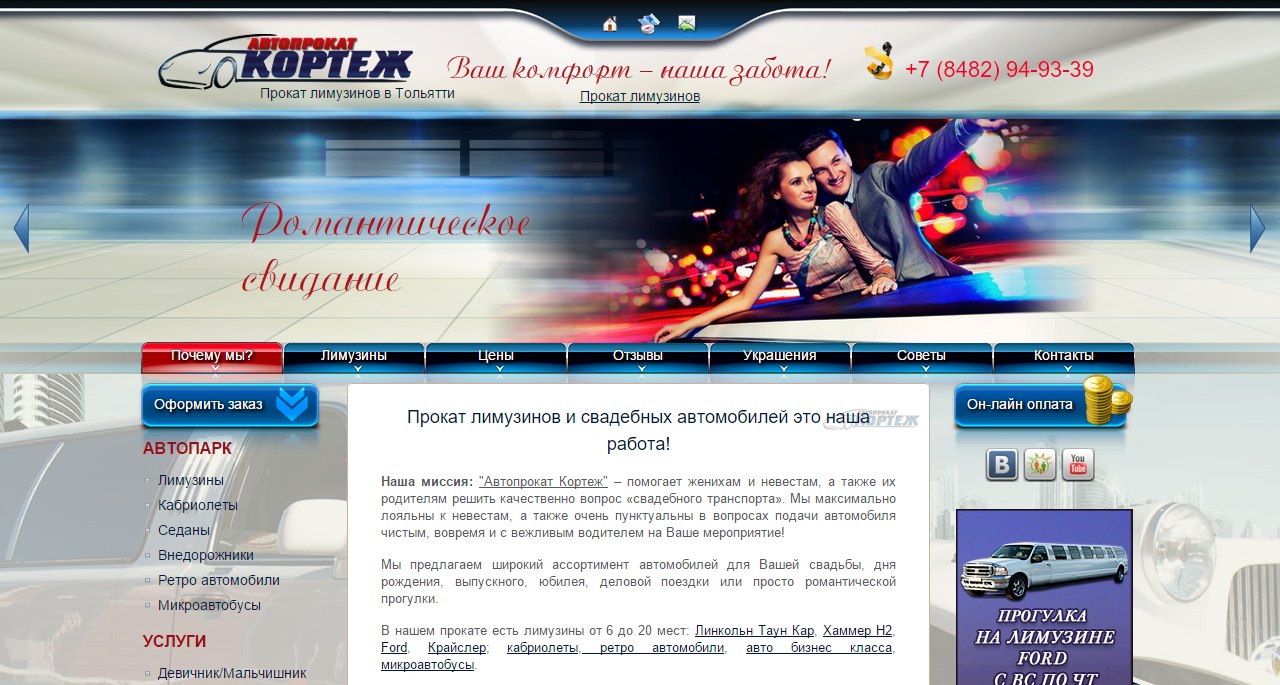 АВТОПРОКАТ
КОРТЕЖ
Прокат лимузинов в Тольятти
Ваш комфорт – наша забота!
Прокат лимузинов
+7 (8482) 94-93-39
Романтическое
свидание
Почему мы?
Лимузины
Цены
Отзывы
Украшения
Советы
Контакты
Оформить заказ
АВТОПАРК
Лимузины
Кабриолеты
Седаны
Внедорожники
Ретро автомобили
Микроавтобусы
УСЛУГИ
Девичник/Мальчишник
Прокат лимузинов и свадебных автомобилей это наша
работа!
Наша миссия: "Автопрокат Кортеж" – помогает женихам и невестам, а также их
родителям решить качественно вопрос «свадебного транспорта». Мы максимально
лояльны к невестам, а также очень пунктуальны в вопросах подачи автомобиля
чистым, вовремя и с вежливым водителем на Ваше мероприятие!
Мы предлагаем широкий ассортимент автомобилей для Вашей свадьбы, дня
рождения, выпускного, юбилея, деловой поездки или просто романтической
прогулки.
В нашем прокате есть лимузины от 6 до 20 мест: Линкольн Таун Кар, Хаммер Н2,
Ford, Крайслер; кабриолеты, ретро автомобили, авто бизнес класса,
микроавтобусы.
Он-лайн оплата
B
You
Tube
ПРОГУЛКА
НА ЛИМУЗИНЕ
FORD
С ВС ПО ЧТ